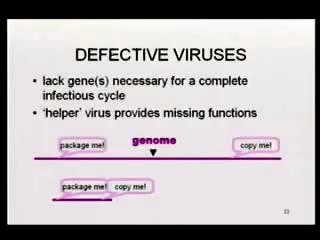 DEFECTIVE VIRUSES
• lack gene(s) necessary for a complete
infectious cycle
• 'helper' virus provides missing functions
package me! genome copy me!
package me! copy me!